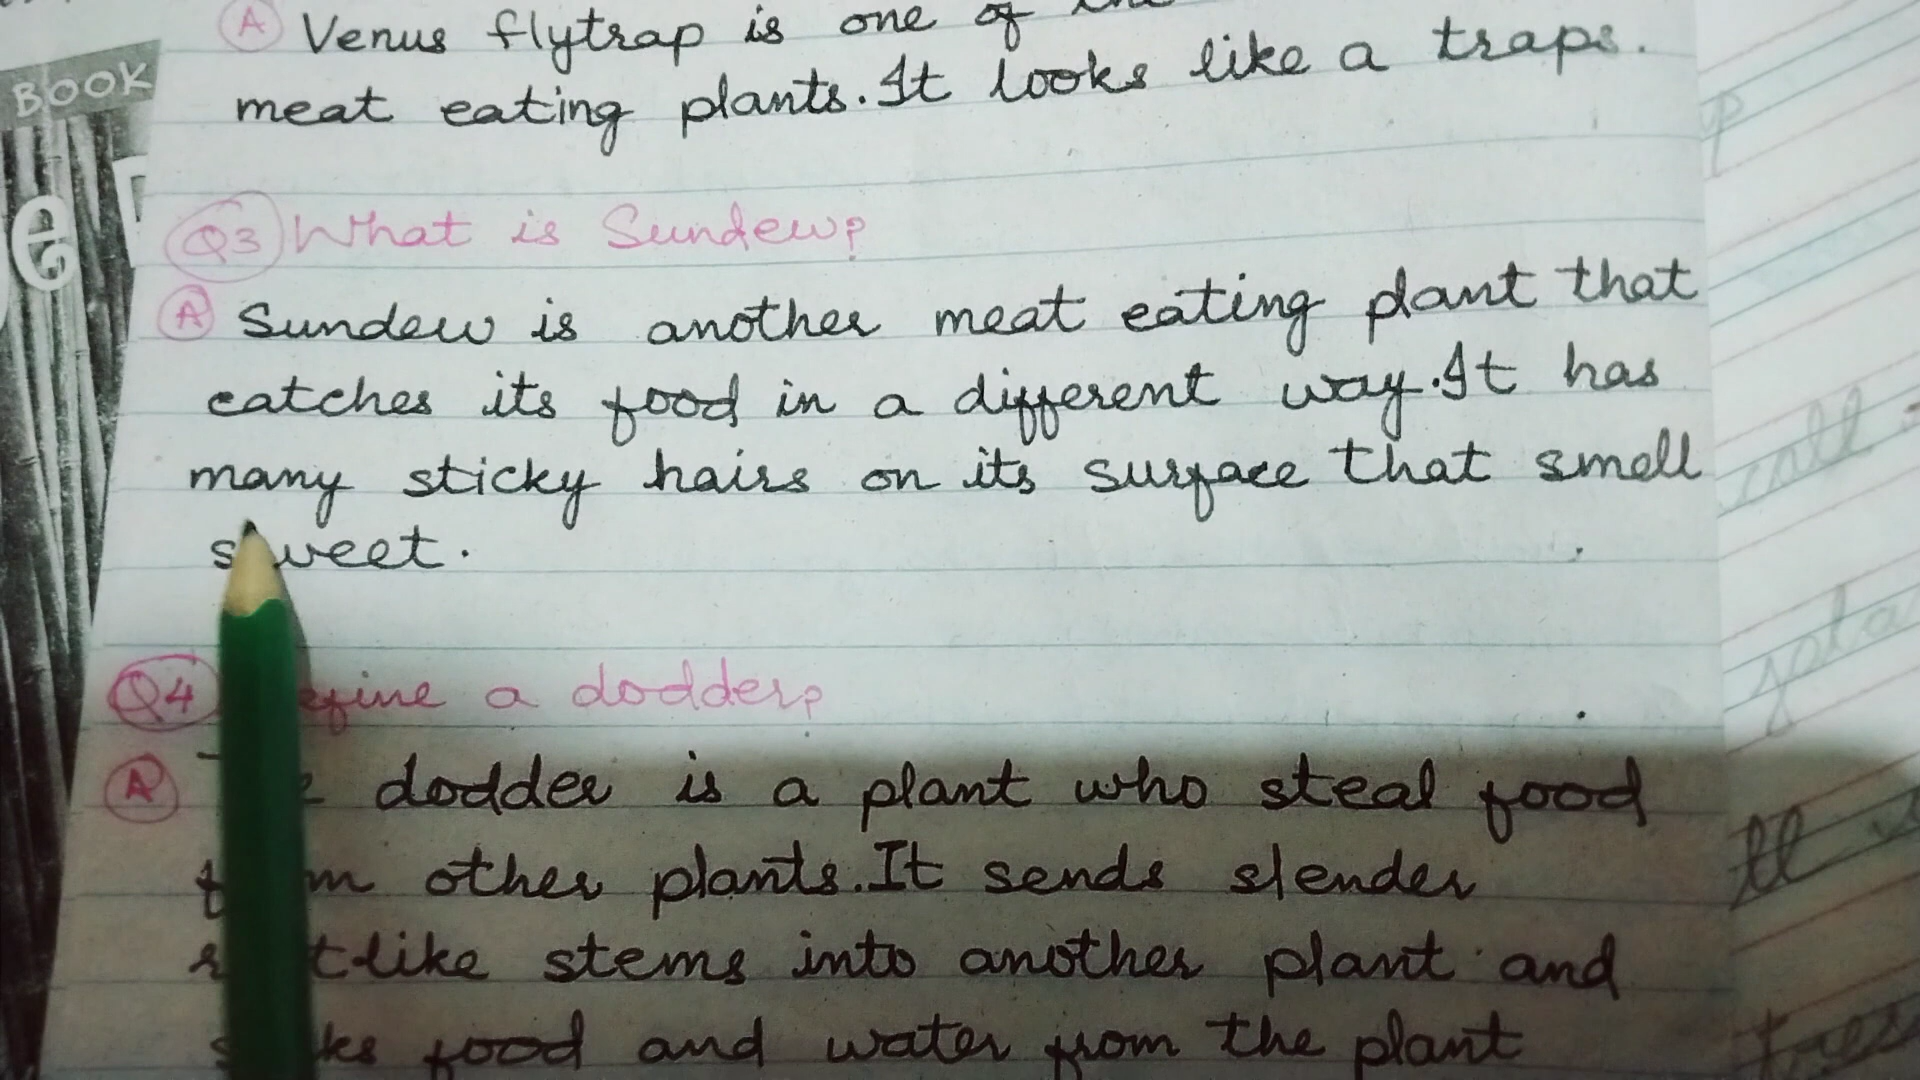 BOOK
e
A Venus flytrap is one of
meat eating plants. It looks like a traps.
Q3 What is Sundew?
A Sundew is another meat eating plant that
catches its food in a different way. It has
many sticky hairs on its surface that smell
sweet.
Q4 efine a dodder?
A dodder is a plant who steal food
other plants. It sends slender
like stems into another plant and
food and water from the plant